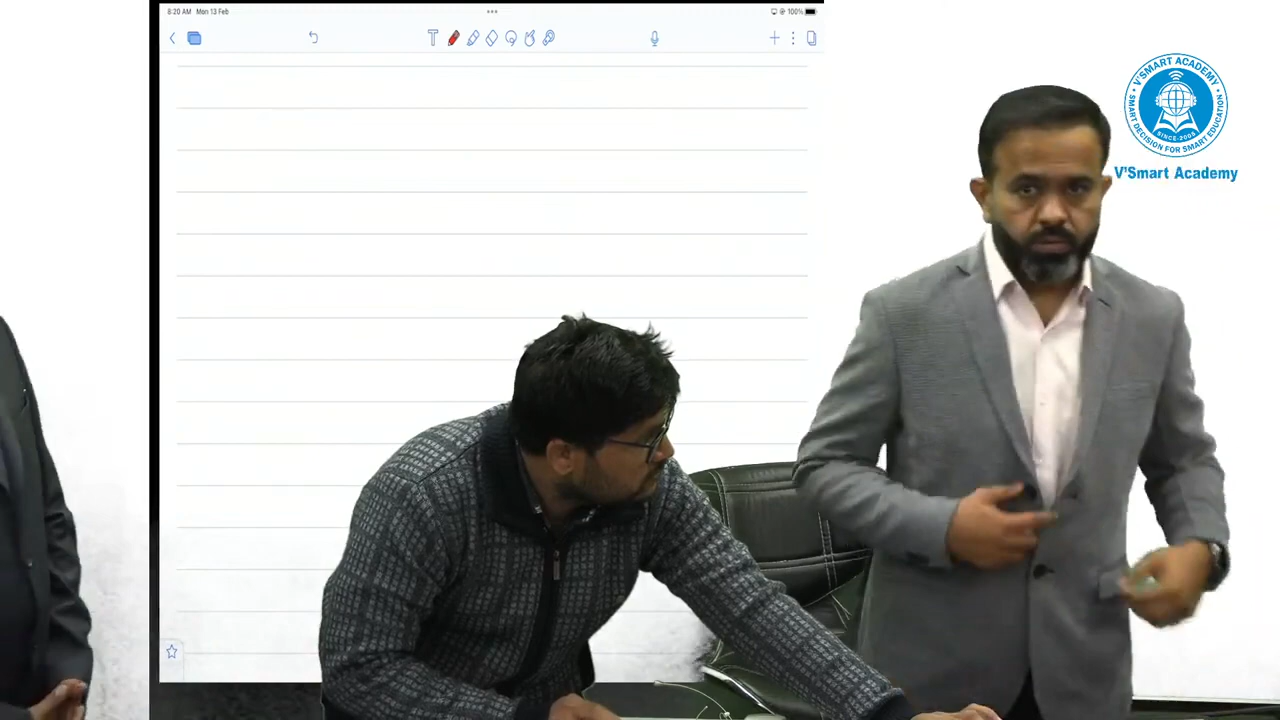 8:20 AM Mon 13 Feb
100%
T
V'SMART ACADEMY
SMART DECISION FOR SMART EDUCATION
SINCE-2005
V'Smart Academy